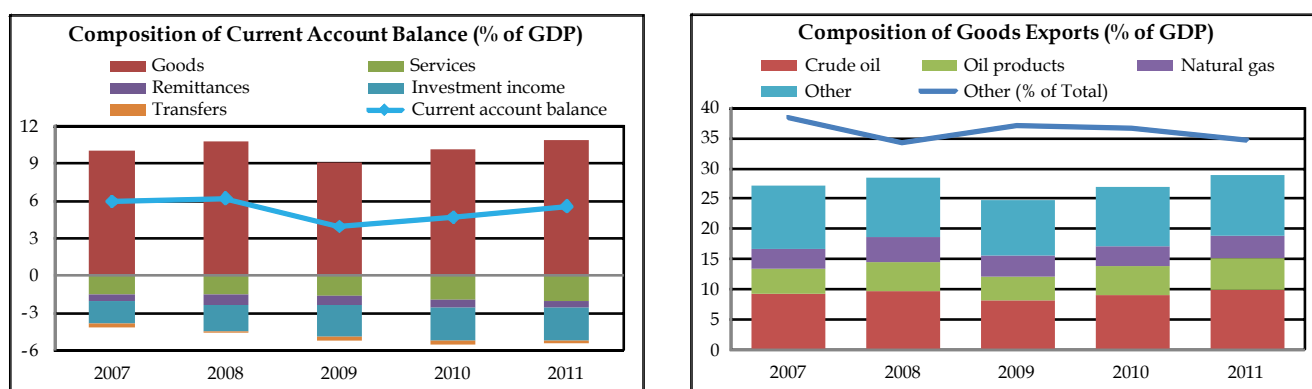 Composition of Current Account Balance (% of GDP)
Goods Services
Remittances Investment income
Transfers Current account balance
12
9
6
3
0
-3
-6
2007 2008 2009 2010 2011
Composition of Goods Exports (% of GDP)
Crude oil Oil products Natural gas
Other Other (% of Total)
40
35
30
25
20
15
10
5
0
2007 2008 2009 2010 2011